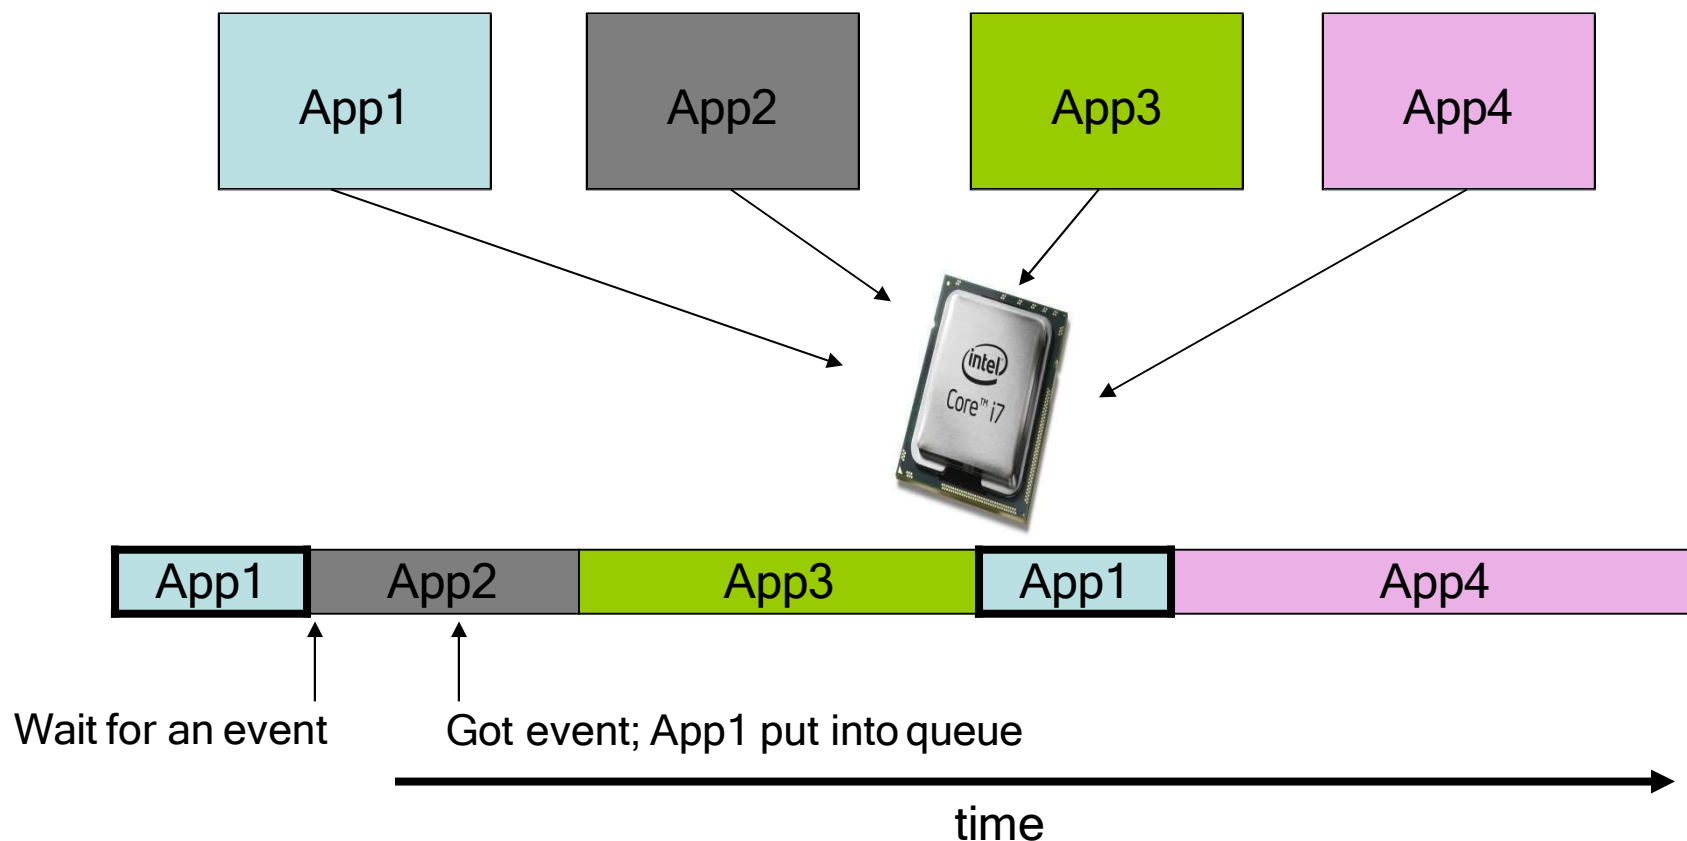 App1
App2
App3
App4
intel
Core™ i7
App1
App2
App3
App1
App4
Wait for an event
Got event; App1 put into queue
time